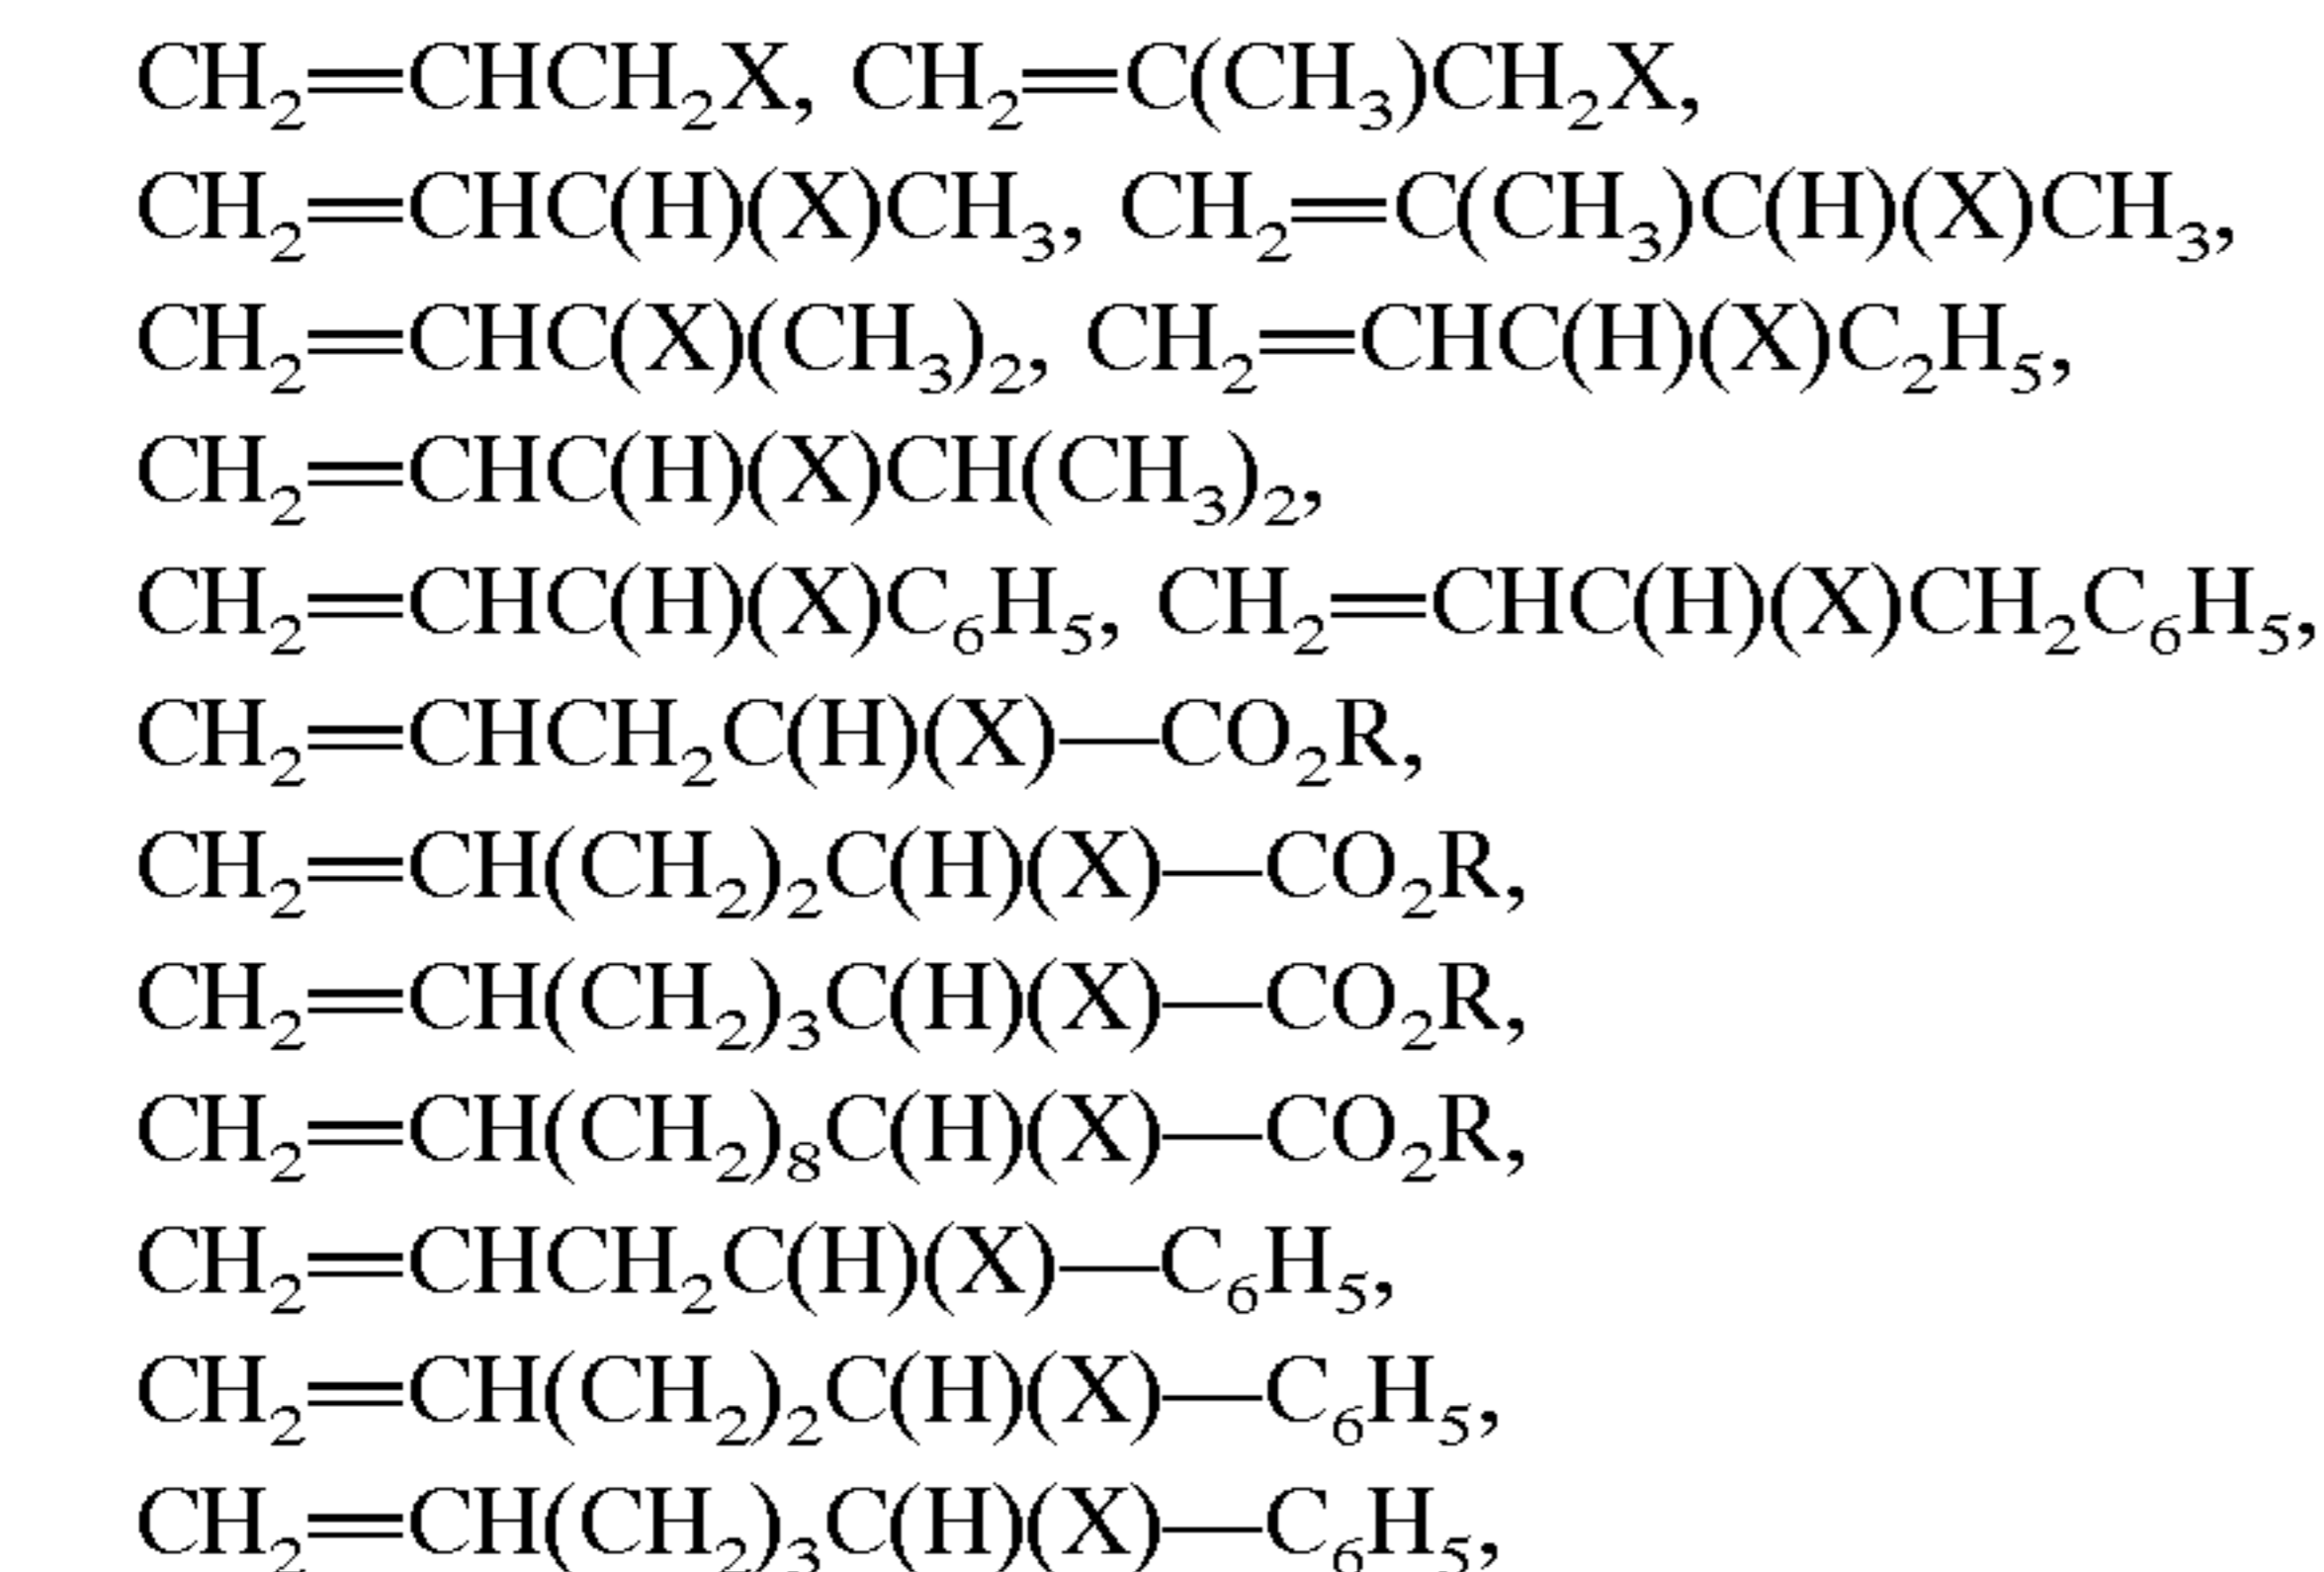 CH₂=CHCH₂X, CH₂=C(CH₃)CH₂X,
CH₂=CHC(H)(X)CH₃, CH₂=C(CH₃)C(H)(X)CH₃,
CH₂=CHC(X)(CH₃)₂, CH₂=CHC(H)(X)C₂H₅,
CH₂=CHC(H)(X)CH(CH₃)₂,
CH₂=CHC(H)(X)C₆H₅, CH₂=CHC(H)(X)CH₂C₆H₅,
CH₂=CHCH₂C(H)(X)—CO₂R,
CH₂=CH(CH₂)₂C(H)(X)—CO₂R,
CH₂=CH(CH₂)₃C(H)(X)—CO₂R,
CH₂=CH(CH₂)₈C(H)(X)—CO₂R,
CH₂=CHCH₂C(H)(X)—C₆H₅,
CH₂=CH(CH₂)₂C(H)(X)—C₆H₅,
CH₂=CH(CH₂)₃C(H)(X)—C₆H₅,